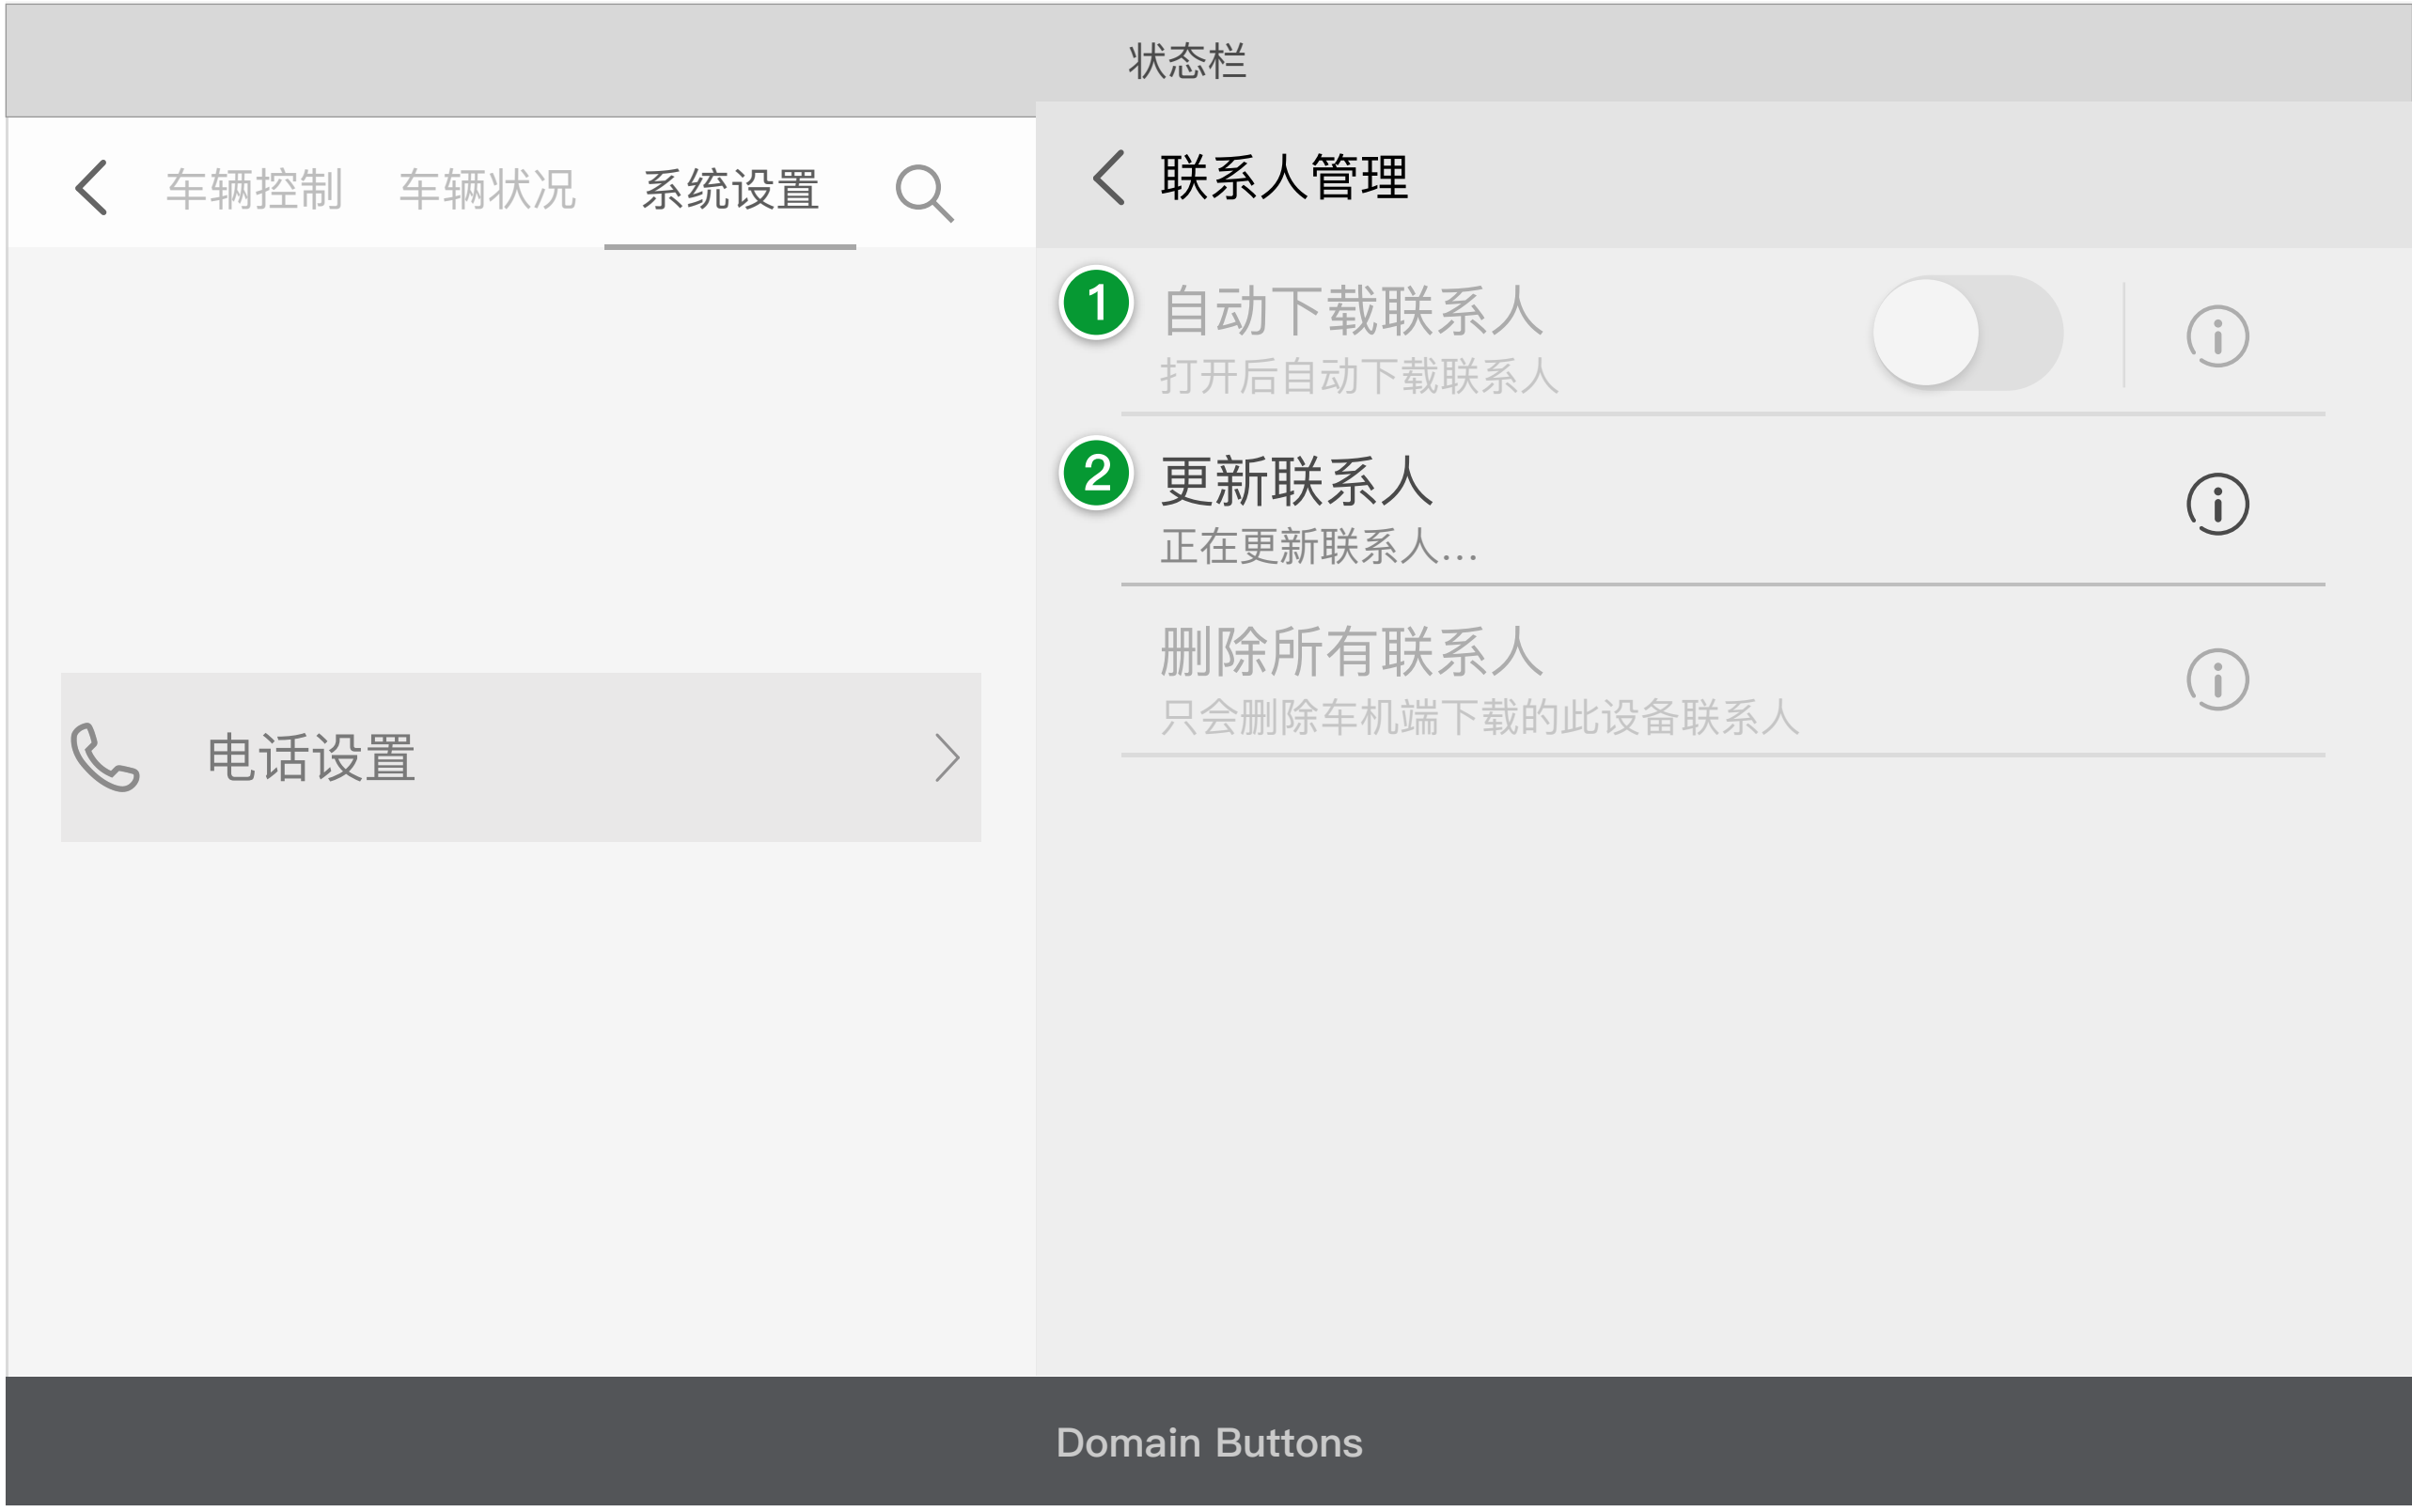 状态栏
车辆控制
车辆状况
系统设置
电话设置
联系人管理
1
自动下载联系人
打开后自动下载联系人
2
更新联系人
正在更新联系人...
删除所有联系人
只会删除车机端下载的此设备联系人
Domain Buttons